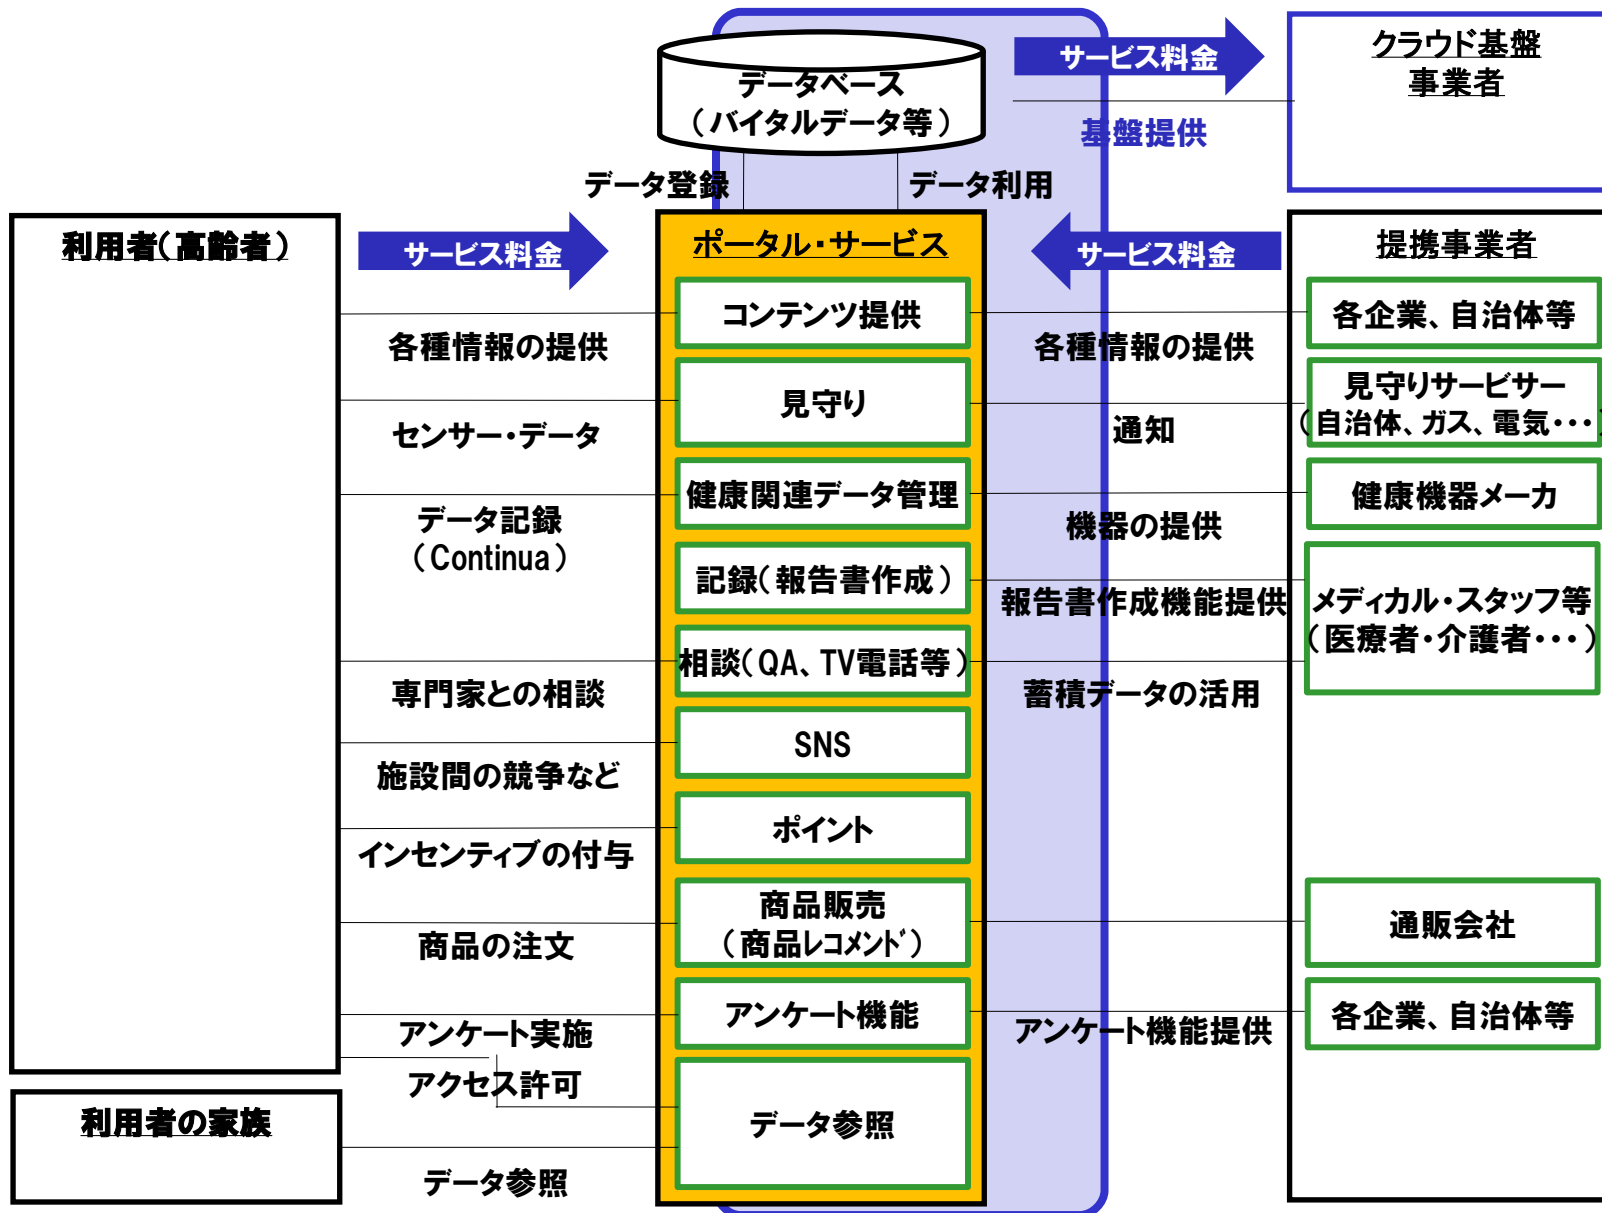 クラウド基盤
事業者
サービス料金
基盤提供
データベース
（バイタルデータ等）
データ登録
データ利用
利用者（高齢者）
サービス料金
ポータル・サービス
サービス料金
提携事業者
コンテンツ提供
各種情報の提供
各種情報の提供
各企業、自治体等
見守り
センサー・データ
通知
見守りサービサー
（自治体、ガス、電気・・・）
健康関連データ管理
データ記録
（Continua）
機器の提供
健康機器メーカ
記録（報告書作成）
報告書作成機能提供
メディカル・スタッフ等
（医療者・介護者・・・）
相談（QA、TV電話等）
専門家との相談
蓄積データの活用
SNS
施設間の競争など
ポイント
インセンティブの付与
商品販売
（商品ﾚｺﾒﾝﾄﾞ）
商品の注文
通販会社
アンケート機能
アンケート実施
アンケート機能提供
各企業、自治体等
アクセス許可
データ参照
利用者の家族
データ参照